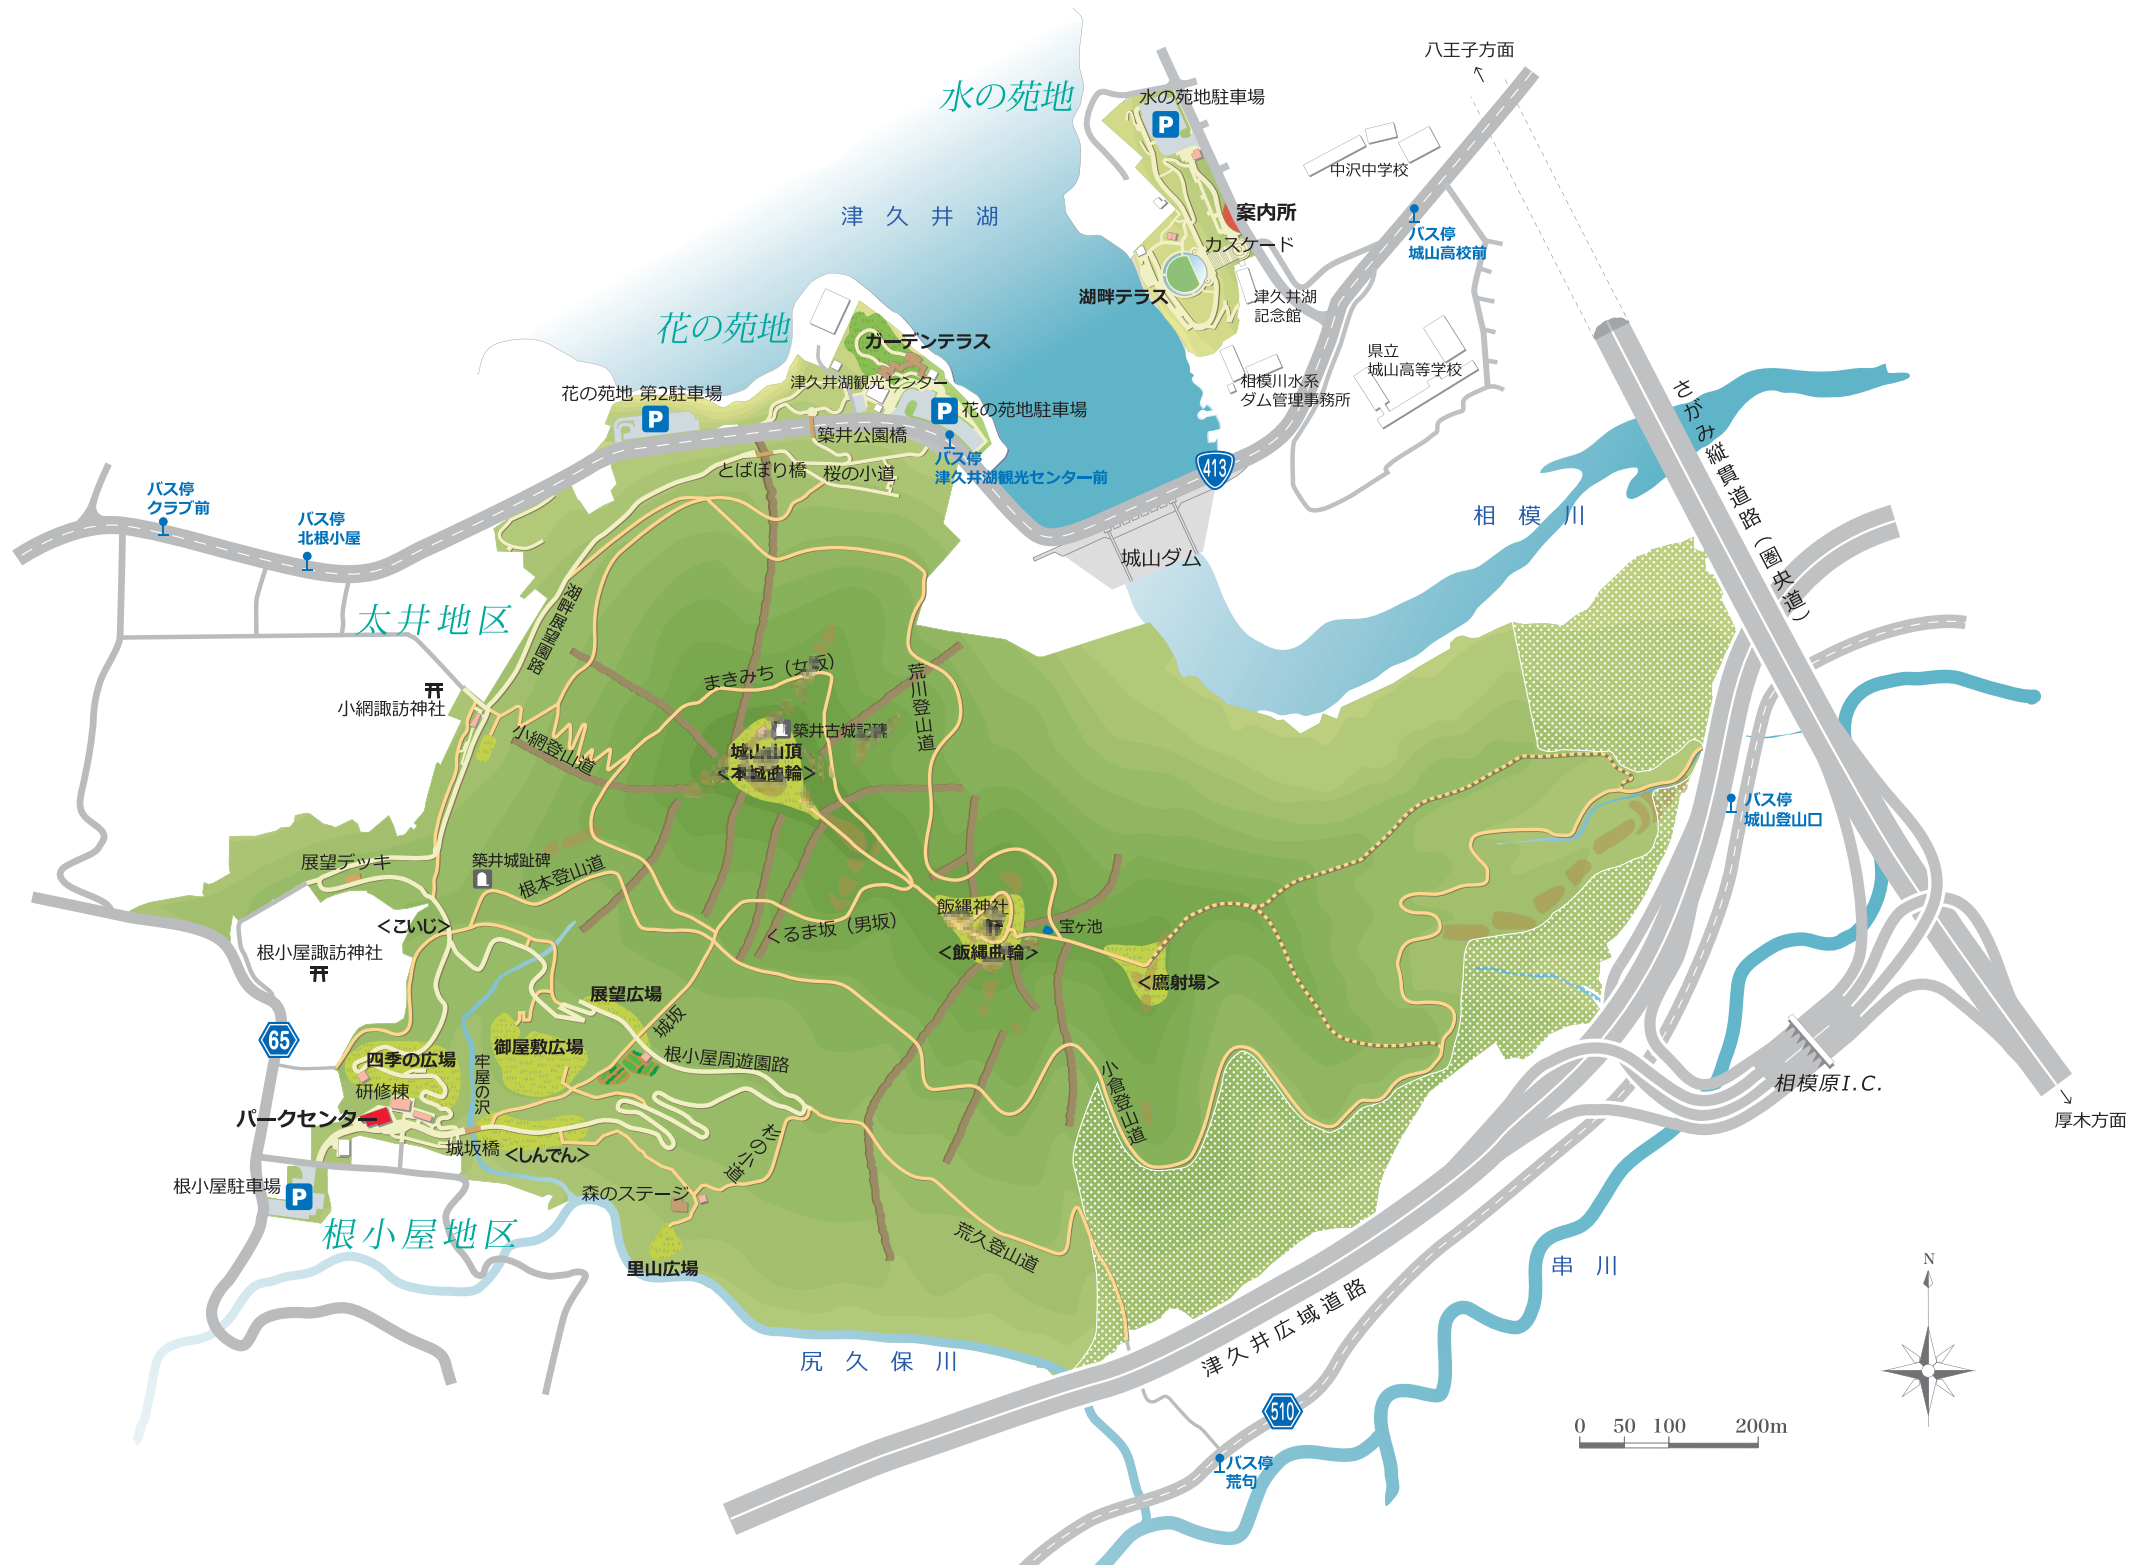 八王子方面
水の苑地
水の苑地駐車場
P
中沢中学校
案内所
カスケード
バス停
城山高校前
津久井湖
湖畔テラス
津久井湖
記念館
花の苑地
ガーデンテラス
県立
城山高等学校
津久井湖観光センター
相模川水系
ダム管理事務所
花の苑地 第2駐車場
P
P
花の苑地駐車場
さがみ縦貫道路(圏央道)
築井公園橋
バス停
津久井湖観光センター前
とばぼり橋
桜の小道
413
相模川
バス停
クラブ前
バス停
北根小屋
城山ダム
太井地区
湖畔展望園路
小網諏訪神社
まきみち(女坂)
荒川登山道
小網登山道
築井古城記碑
城山山頂
<本城曲輪>
バス停
城山登山口
展望デッキ
築井城趾碑
根本登山道
<こいじ>
くるま坂(男坂)
飯縄神社
宝ヶ池
<飯縄曲輪>
<鷹射場>
根小屋諏訪神社
展望広場
城坂
65
四季の広場
御屋敷広場
牢屋の沢
根小屋周遊園路
研修棟
小倉登山道
相模原I.C.
パークセンター
厚木方面
城坂橋
<しんでん>
杉の小道
根小屋駐車場
P
森のステージ
根小屋地区
荒久登山道
里山広場
串川
N
津久井広域道路
尻久保川
510
0 50 100 200m
バス停
荒句